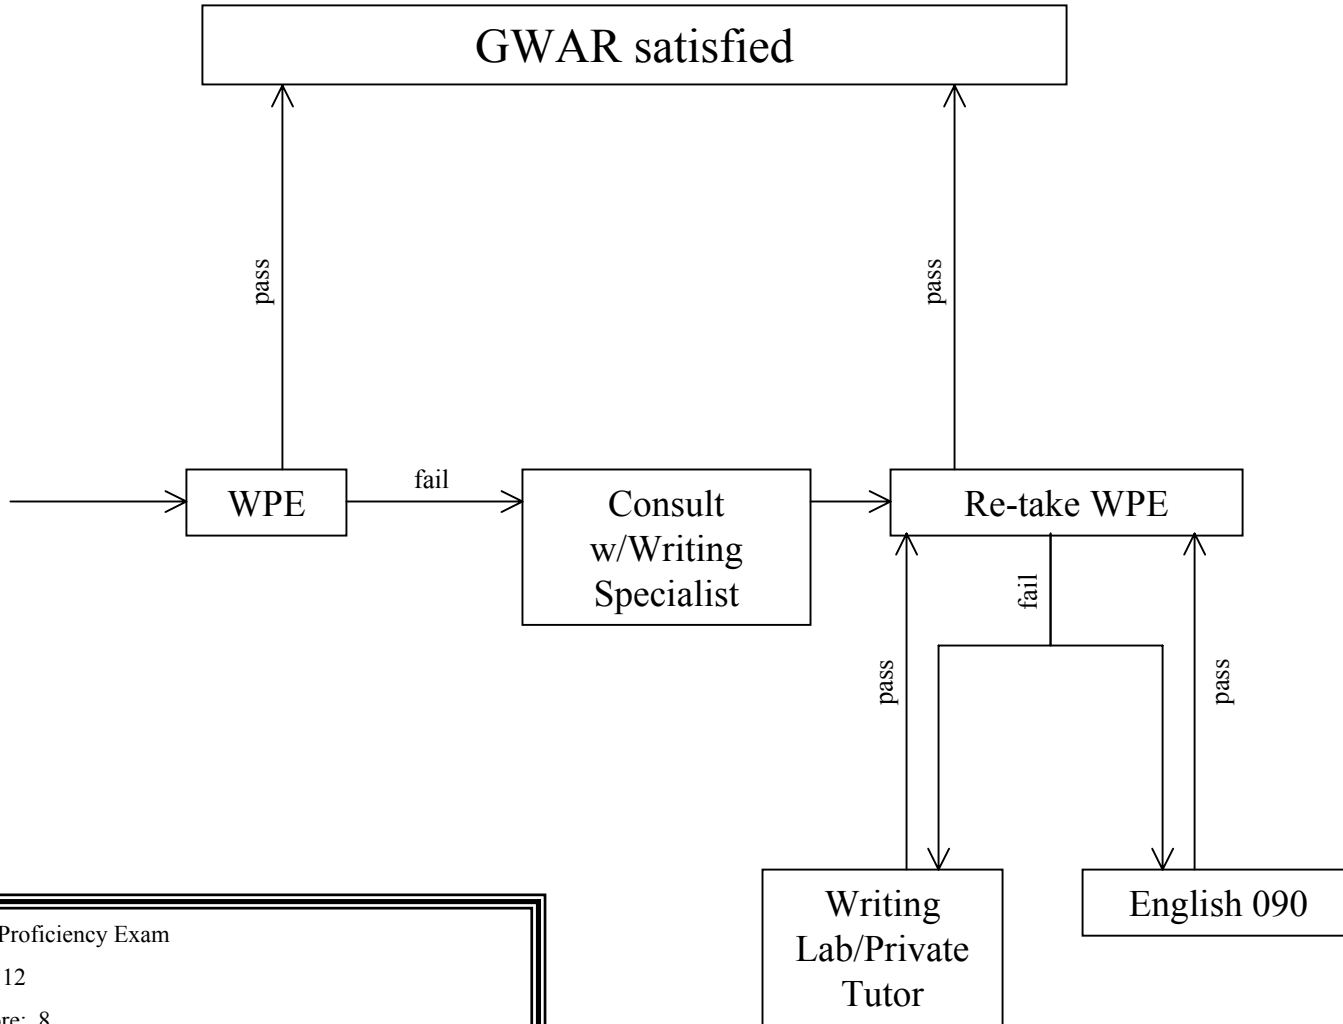 GWAR satisfied
pass
pass
WPE
fail
Consult
w/Writing
Specialist
Re-take WPE
fail
pass
pass
Writing
Lab/Private
Tutor
English 090
Proficiency Exam
12
8